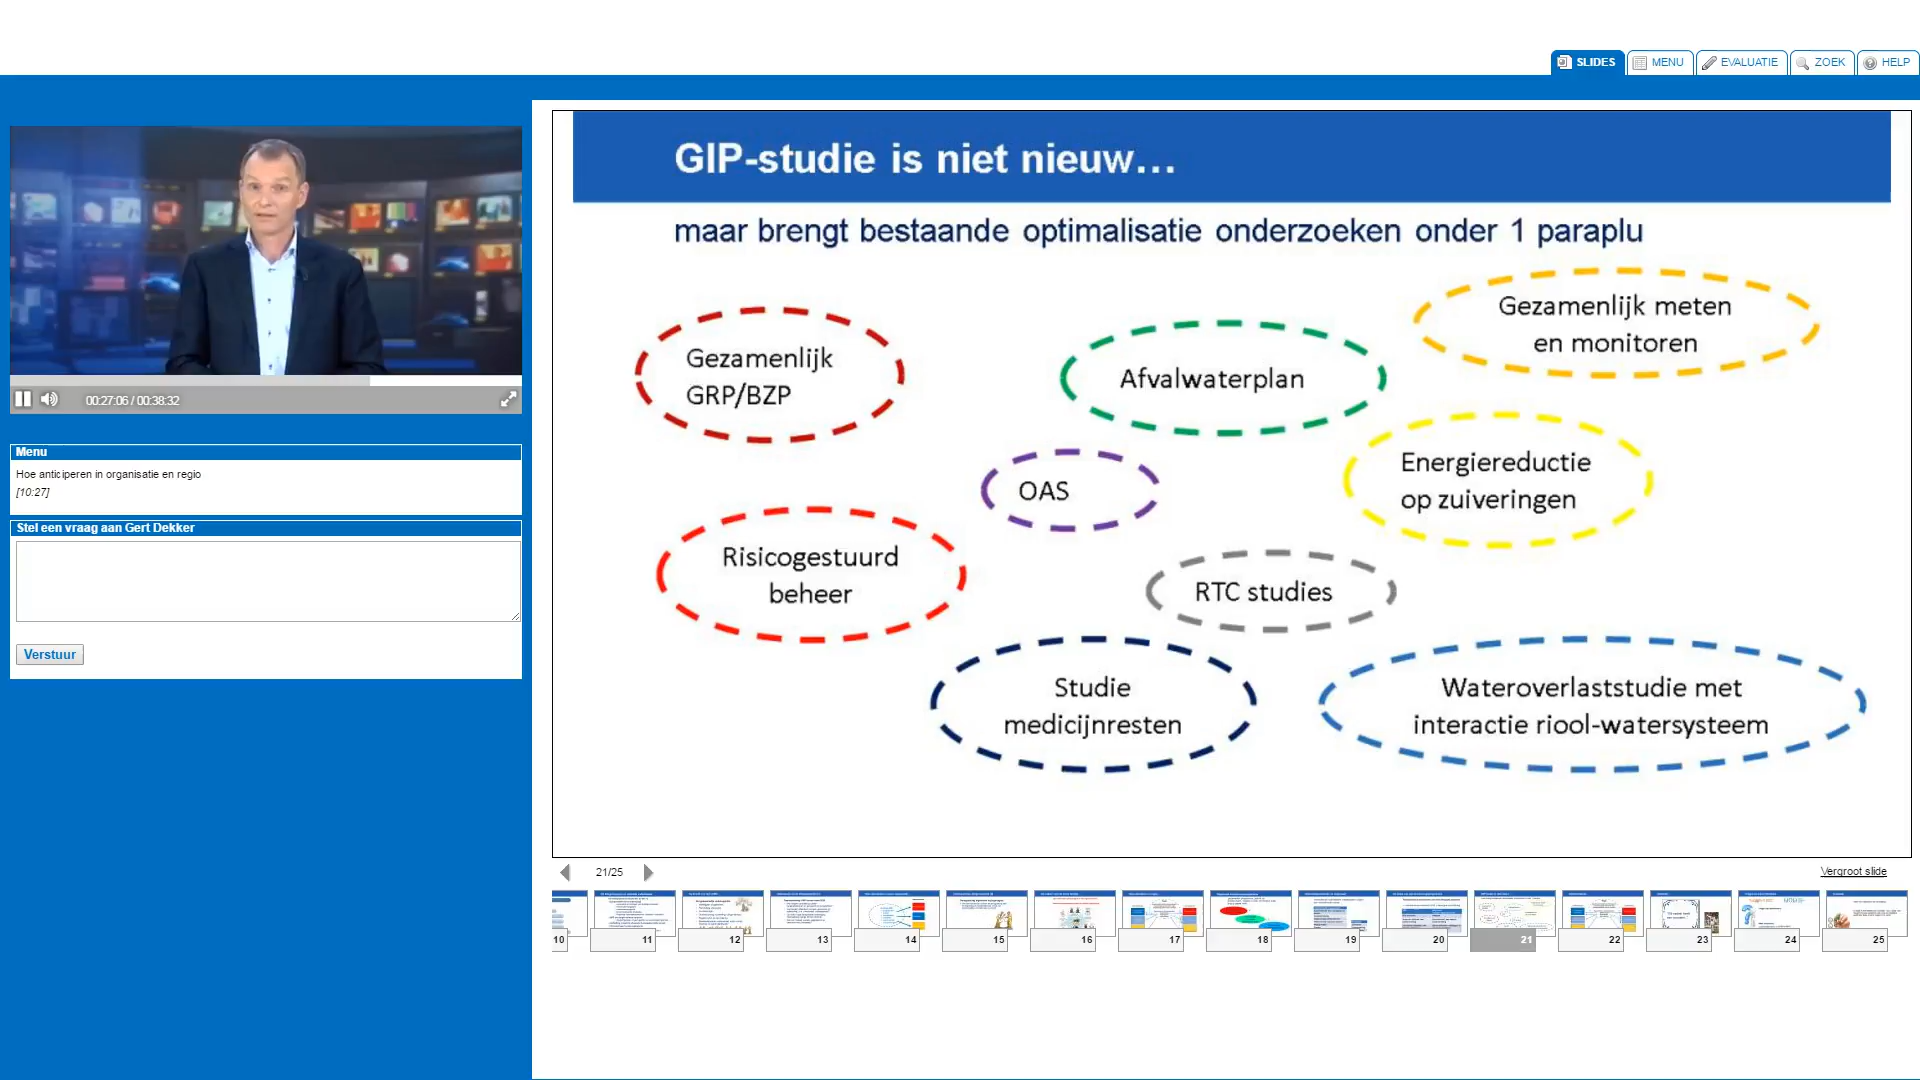 SLIDES
MENU
EVALUATIE
ZOEK
HELP
GIP-studie is niet nieuw...
maar brengt bestaande optimalisatie onderzoeken onder 1 paraplu
Gezamenlijk meten
en monitoren
Gezamenlijk
GRP/BZP
Afvalwaterplan
Energiereductie
op zuiveringen
OAS
Risicogestuurd
beheer
RTC studies
Studie
medicijnresten
Wateroverlaststudie met
interactie riool-watersysteem
00:27:06 / 00:38:32
Menu
Hoe anticiperen in organisatie en regio
[10:27]
Stel een vraag aan Gert Dekker
Verstuur
21/25
Vergroot slide
10
11
12
13
14
15
16
17
18
19
20
21
22
23
24
25